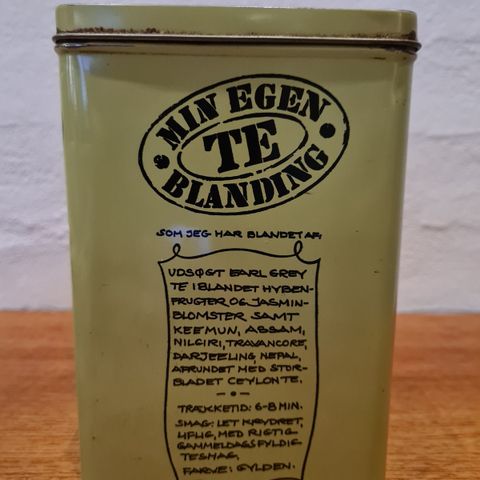 MIN EGEN
TE
BLANDING
SOM JEG HAR BLANDET AF:
UDSØGT EARL GREY
TE IBLANDET HYBEN-
FRUGTER OG JASMIN-
BLOMSTER SAMT
KEEMUN, ASSAM,
NILGIRI, TRAVANCORE,
DARJEELING, NEPAL,
AFRUNDET MED STOR-
BLADET CEYLONTE.
TRÆKKETID: 6-8 MIN.
SMAG: LET KRYDRET,
LIFLIG, MED RIGTIG
GAMMELDAGS FYLDIG
TESMAG,
FARVE: GYLDEN.